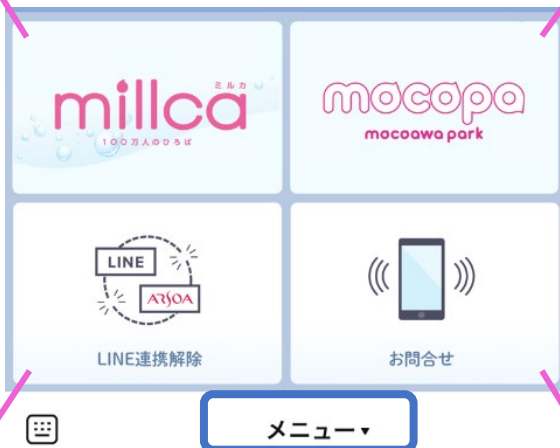 ミルカ
millca
100万人のひろば
mocopa
mocoawa park
LINE
ARSOA
LINE連携解除
お問合せ
メニュー▼